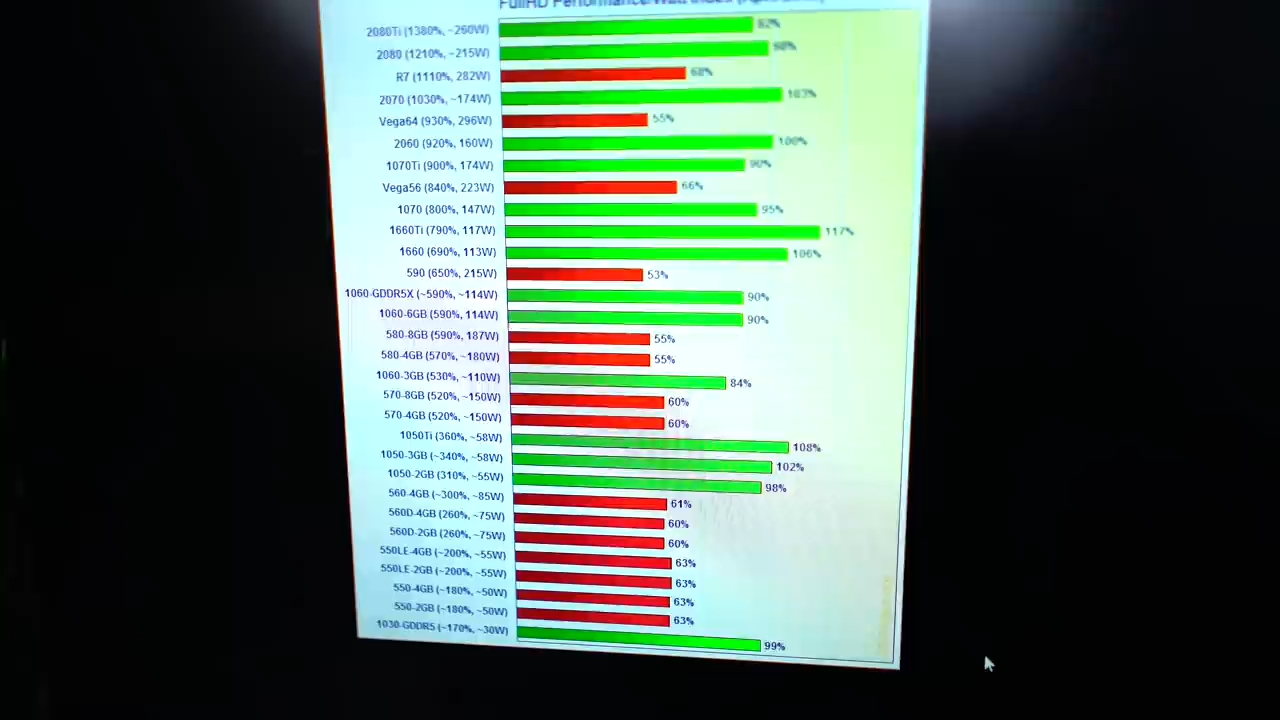 FullHD Performance/Watt Index
2080Ti (1380%, ~260W) 92%
2080 (1210%, ~215W) 98%
R7 (1110%, 282W) 68%
2070 (1030%, ~174W) 103%
Vega64 (930%, 296W) 55%
2060 (920%, 160W) 100%
1070Ti (900%, 174W) 90%
Vega56 (840%, 223W) 66%
1070 (800%, 147W) 95%
1660Ti (790%, 117W) 117%
1660 (690%, 113W) 106%
590 (650%, 215W) 53%
1060-GDDR5X (~590%, ~114W) 90%
1060-6GB (590%, 114W) 90%
580-8GB (590%, 187W) 55%
580-4GB (570%, ~180W) 55%
1060-3GB (530%, ~110W) 84%
570-8GB (520%, ~150W) 60%
570-4GB (520%, ~150W) 60%
1050Ti (360%, ~58W) 108%
1050-3GB (~340%, ~58W) 102%
1050-2GB (310%, ~55W) 98%
560-4GB (~300%, ~85W) 61%
560D-4GB (260%, ~75W) 60%
560D-2GB (260%, ~75W) 60%
550LE-4GB (~200%, ~55W) 63%
550LE-2GB (~200%, ~55W) 63%
550-4GB (~180%, ~50W) 63%
550-2GB (~180%, ~50W) 63%
1030-GDDR5 (~170%, ~30W) 99%